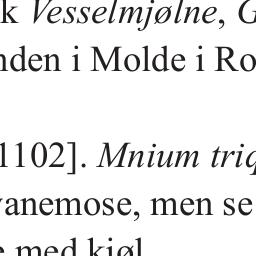 k Vesselmjølne, G
nden i Molde i Ro
1102]. Mnium triq
vanemose, men se
e med kjøl